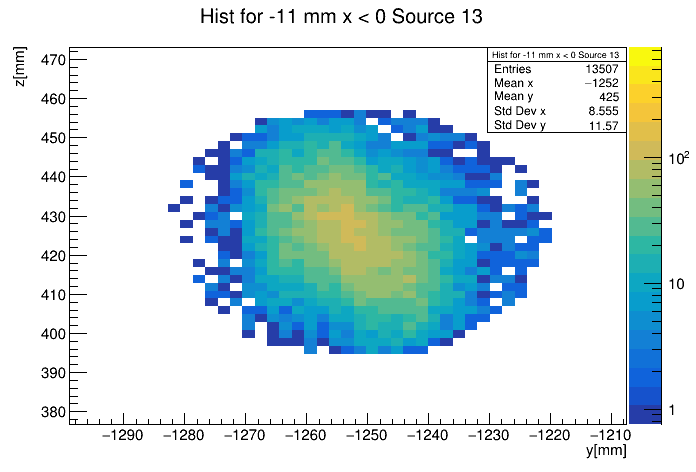 Hist for -11 mm x < 0 Source 13
z[mm]
Hist for -11 mm x < 0 Source 13
Entries 13507
Mean x −1252
Mean y 425
Std Dev x 8.555
Std Dev y 11.57
470
460
450
440
430
420
410
400
390
380
−1290 −1280 −1270 −1260 −1250 −1240 −1230 −1220 −1210
y[mm]
10²
10
1